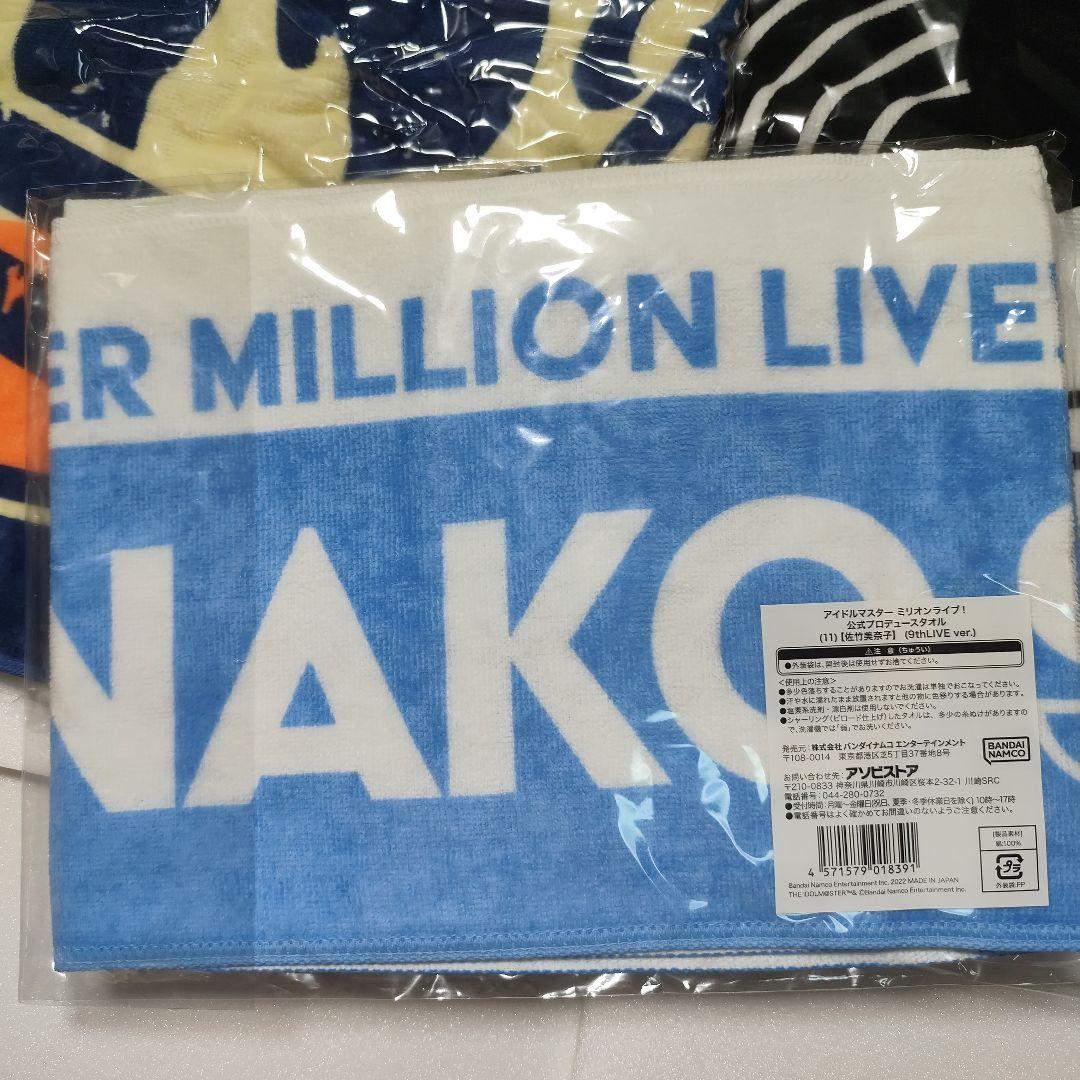 ER MILLION LIVE!
NAKO S
アイドルマスター ミリオンライブ!
公式プロデュースタオル
(11)【佐竹美奈子】 (9thLIVE ver.)
⚠注 意 (ちゅうい)
●外装袋は、開封後は使用せずお捨てください。
<使用上の注意>
●多少色落ちすることがありますのでお洗濯は単独でおこなってください。
●汗や水に濡れたまま放置されますと他の物に色移りする場合があります。
●塩素系洗剤・漂白剤は使用しないでください。
●シャーリング(ビロード仕上げ)したタオルは、多少の糸ぬけがありますので、洗濯機では「弱」でお洗いください。
発売元:株式会社 バンダイナムコ エンターテインメント
〒108-0014 東京都港区芝5丁目37番地8号
BANDAI
NAMCO
お問い合わせ先:アソビストア
〒210-0833 神奈川県川崎市川崎区桜本2-32-1 川崎SRC
電話番号:044-280-0732
●受付時間:月曜～金曜日(祝日、夏季・冬季休業日を除く) 10時～17時
●電話番号はよく確かめてお間違いのないようご注意ください。
4 571579 018391
[製品素材]
綿:100%
プラ
外装袋:PP
Bandai Namco Entertainment Inc. 2022 MADE IN JAPAN
THE IDOLM@STER™& ©Bandai Namco Entertainment Inc.